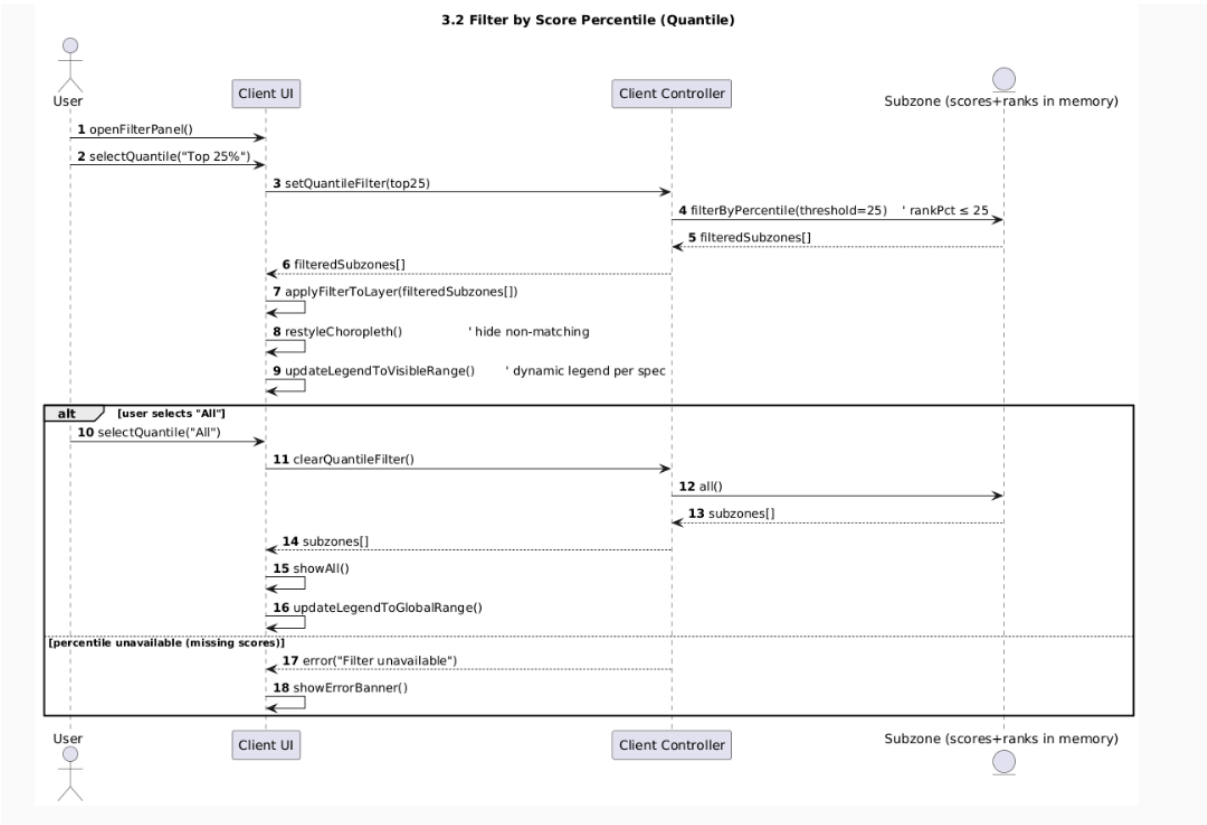 3.2 Filter by Score Percentile (Quantile)
User
Client UI
Client Controller
Subzone (scores+ranks in memory)
1 openFilterPanel()
2 selectQuantile("Top 25%")
3 setQuantileFilter(top25)
4 filterByPercentile(threshold=25) ' rankPct ≤ 25
5 filteredSubzones[]
6 filteredSubzones[]
7 applyFilterToLayer(filteredSubzones[])
8 restyleChoropleth() ' hide non-matching
9 updateLegendToVisibleRange() ' dynamic legend per spec
alt [user selects "All"]
10 selectQuantile("All")
11 clearQuantileFilter()
12 all()
13 subzones[]
14 subzones[]
15 showAll()
16 updateLegendToGlobalRange()
[percentile unavailable (missing scores)]
17 error("Filter unavailable")
18 showErrorBanner()
User
Client UI
Client Controller
Subzone (scores+ranks in memory)